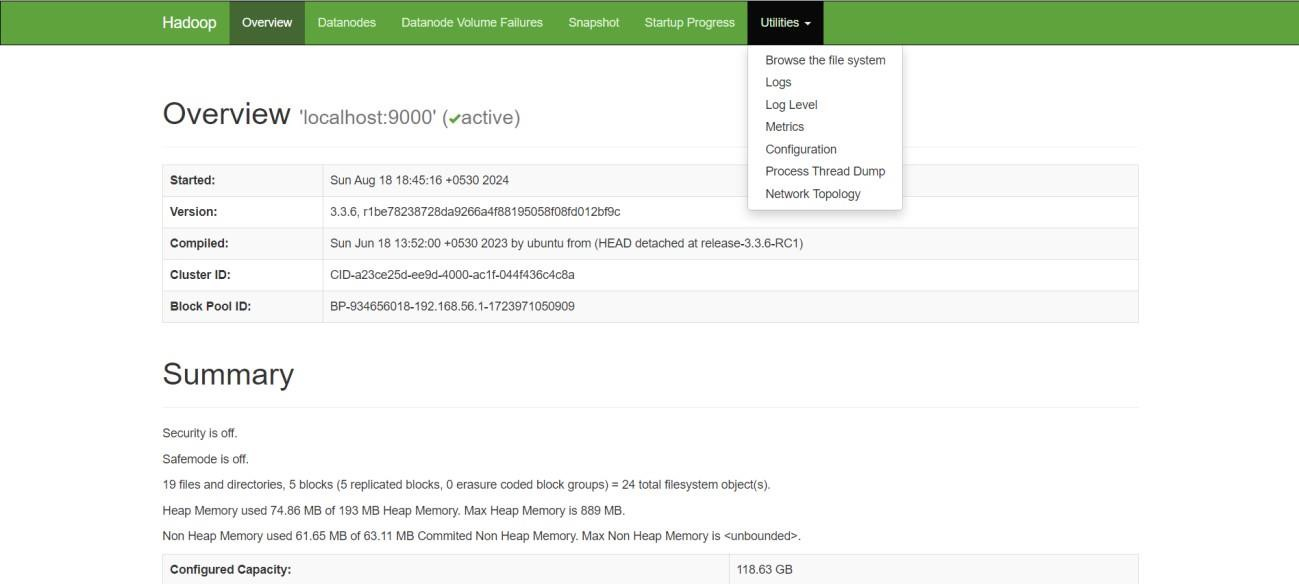 Hadoop Overview Datanodes Datanode Volume Failures Snapshot Startup Progress Utilities
Browse the file system
Logs
Log Level
Metrics
Configuration
Process Thread Dump
Network Topology
Overview 'localhost:9000' (✔active)
Started: Sun Aug 18 18:45:16 +0530 2024
Version: 3.3.6, r1be78238728da9266a4f88195058f08fd012bf9c
Compiled: Sun Jun 18 13:52:00 +0530 2023 by ubuntu from (HEAD detached at release-3.3.6-RC1)
Cluster ID: CID-a23ce25d-ee9d-4000-ac1f-044f436c4c8a
Block Pool ID: BP-934656018-192.168.56.1-1723971050909
Summary
Security is off.
Safemode is off.
19 files and directories, 5 blocks (5 replicated blocks, 0 erasure coded block groups) = 24 total filesystem object(s).
Heap Memory used 74.86 MB of 193 MB Heap Memory. Max Heap Memory is 889 MB.
Non Heap Memory used 61.65 MB of 63.11 MB Commited Non Heap Memory. Max Non Heap Memory is <unbounded>.
Configured Capacity: 118.63 GB